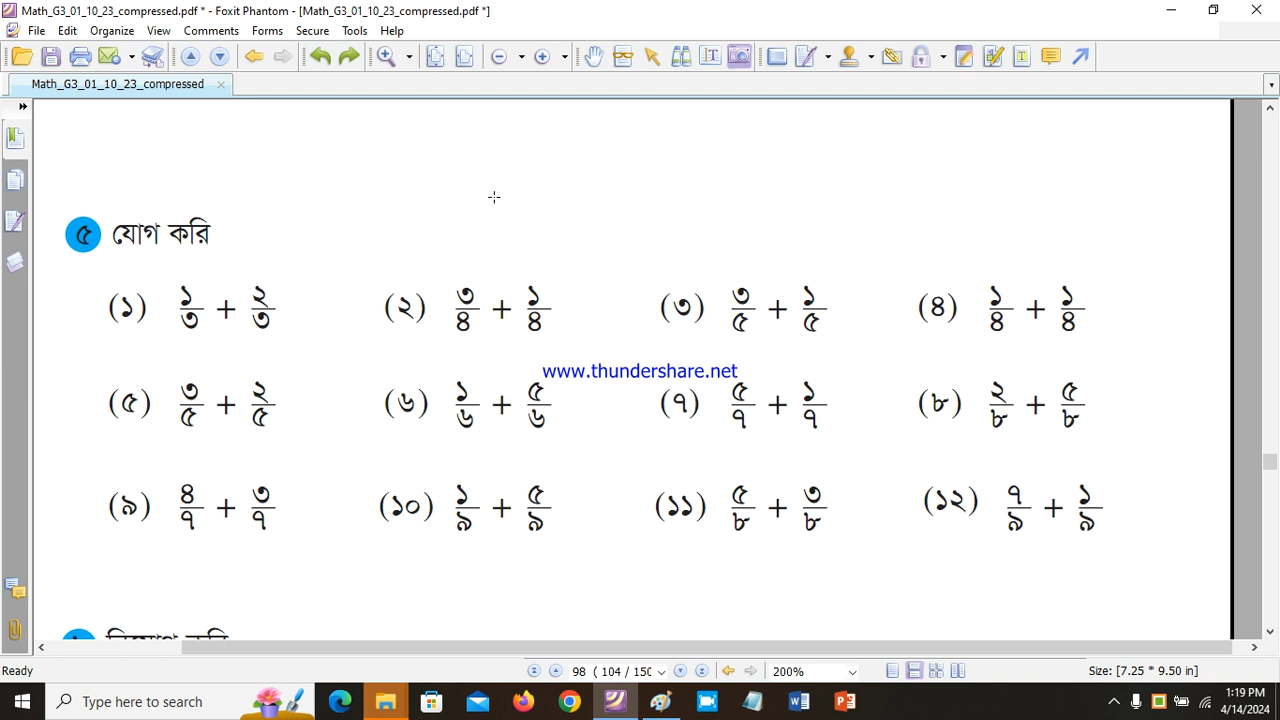 Math_G3_01_10_23_compressed.pdf * - Foxit Phantom - [Math_G3_01_10_23_compressed.pdf *]
File Edit Organize View Comments Forms Secure Tools Help
Math_G3_01_10_23_compressed
৫ যোগ করি
(১) ১/৩ + ২/৩ (২) ৩/৪ + ১/৪ (৩) ৩/৫ + ১/৫ (৪) ১/৪ + ১/৪
www.thundershare.net
(৫) ৩/৫ + ২/৫ (৬) ১/৬ + ৫/৬ (৭) ৫/৭ + ১/৭ (৮) ২/৮ + ৫/৮
(৯) ৪/৭ + ৩/৭ (১০) ১/৯ + ৫/৯ (১১) ৫/৮ + ৩/৮ (১২) ৭/৯ + ১/৯
Ready 98 ( 104 / 150 200% Size: [7.25 * 9.50 in]
Type here to search 1:19 PM
4/14/2024